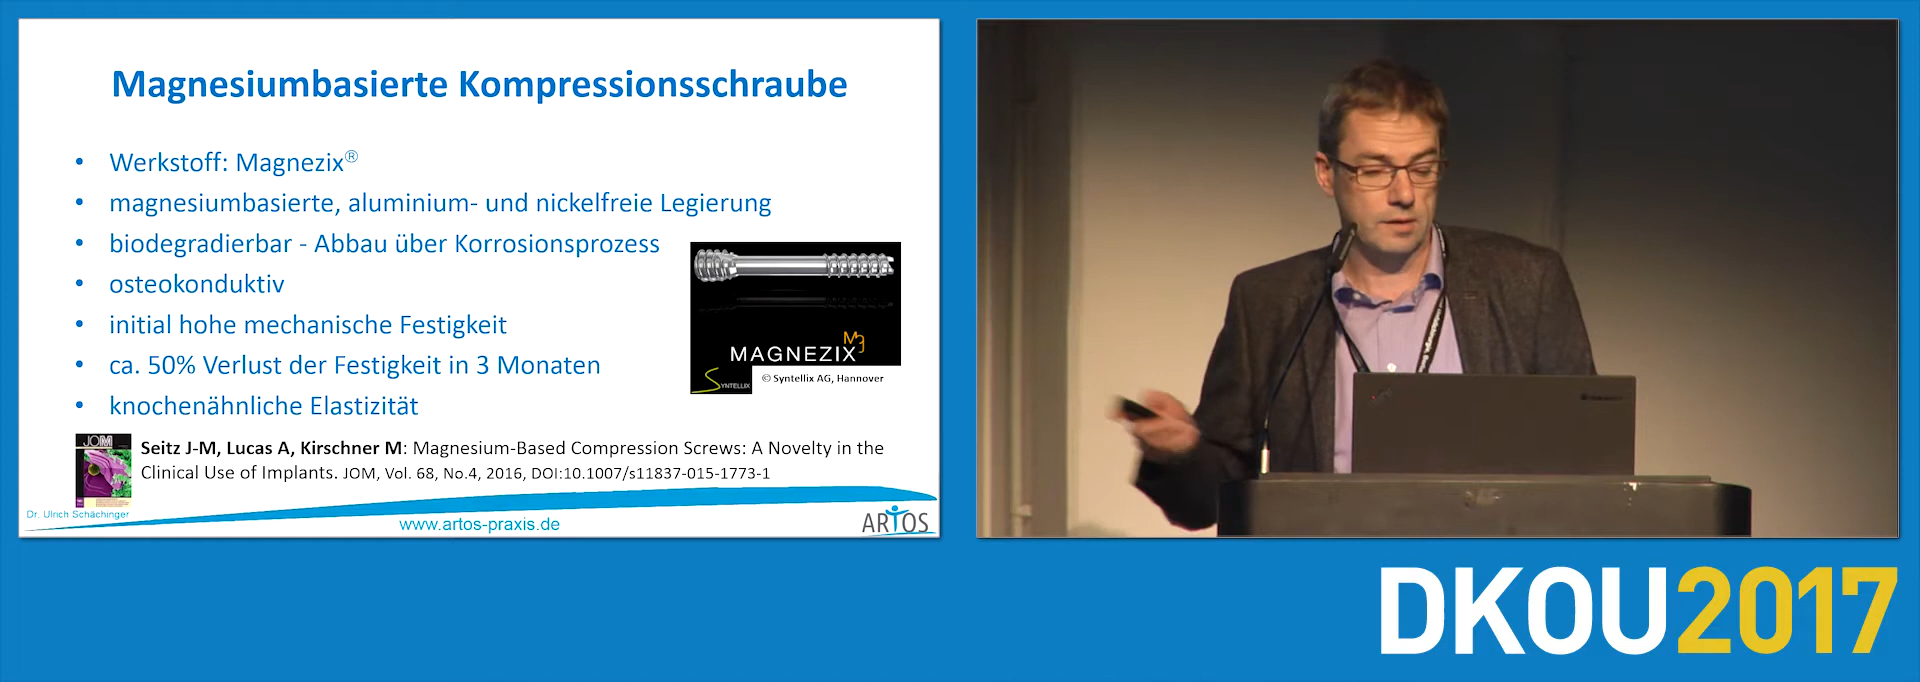 Magnesiumbasierte Kompressionsschraube
• Werkstoff: Magnezix®
• magnesiumbasierte, aluminium- und nickelfreie Legierung
• biodegradierbar - Abbau über Korrosionsprozess
• osteokonduktiv
• initial hohe mechanische Festigkeit
• ca. 50% Verlust der Festigkeit in 3 Monaten
• knochenähnliche Elastizität
MAGNEZIX
SYNTELLIX
© Syntellix AG, Hannover
JOM
Seitz J-M, Lucas A, Kirschner M: Magnesium-Based Compression Screws: A Novelty in the
Clinical Use of Implants. JOM, Vol. 68, No.4, 2016, DOI:10.1007/s11837-015-1773-1
Dr. Ulrich Schächinger
www.artos-praxis.de
ARTOS
DKOU2017